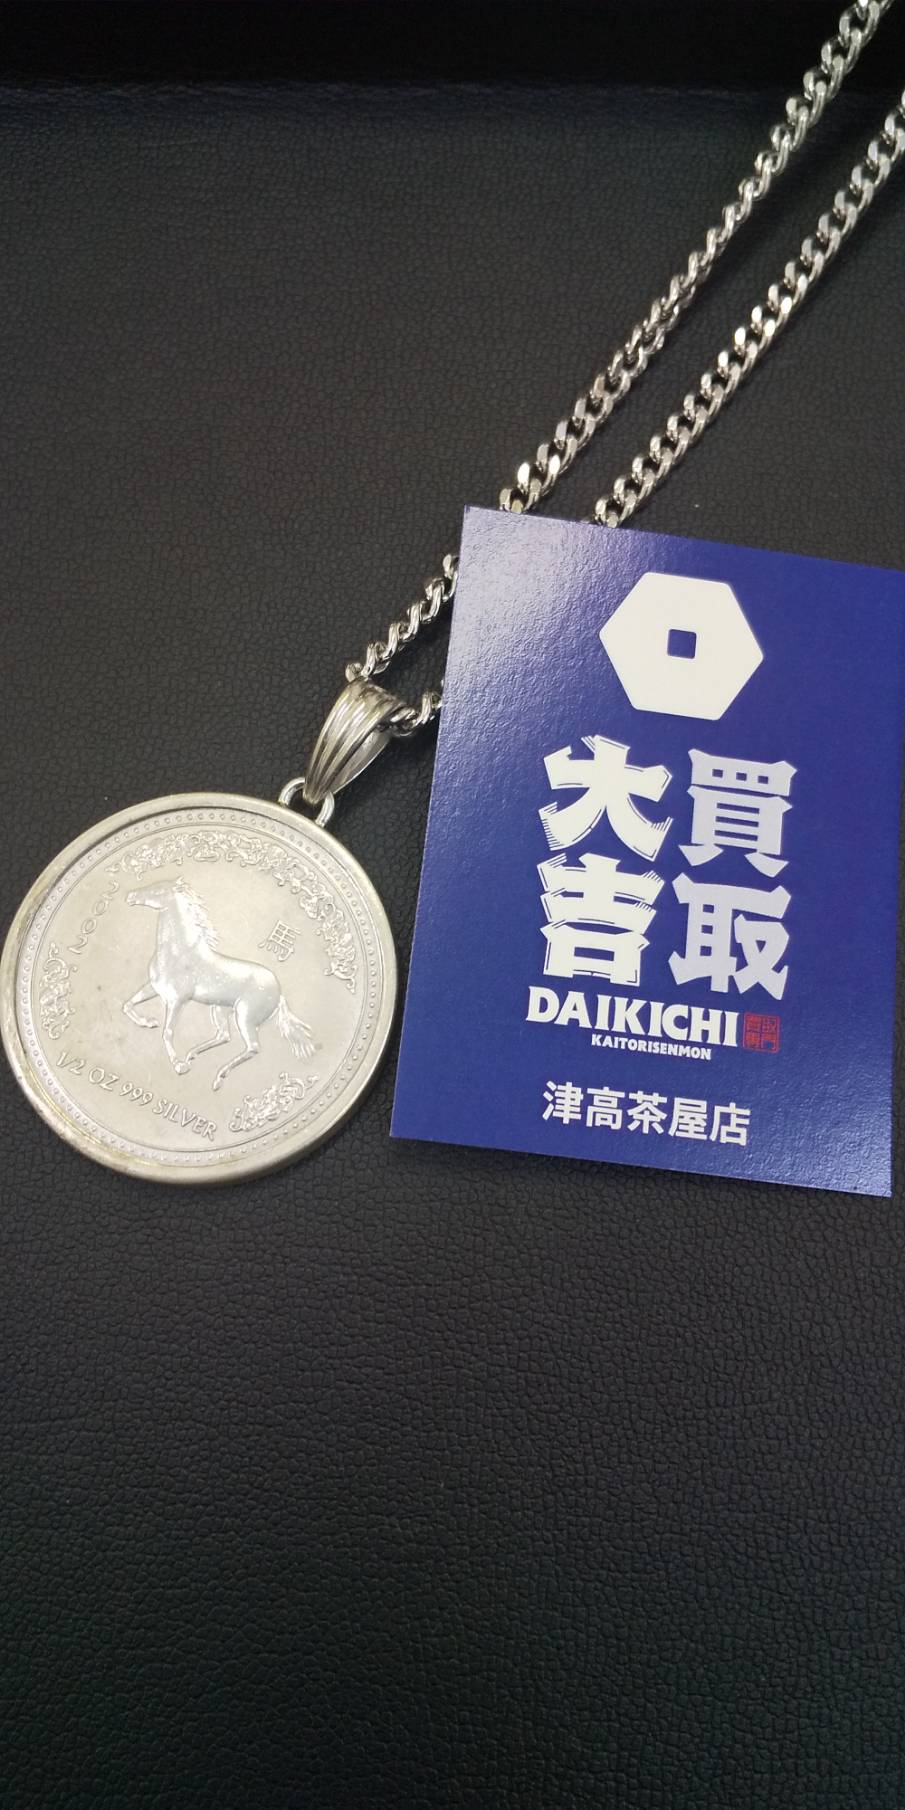 2002
馬
1/2 OZ 999 SILVER
買取
大吉
DAIKICHI
KAITORISENMON
津高茶屋店